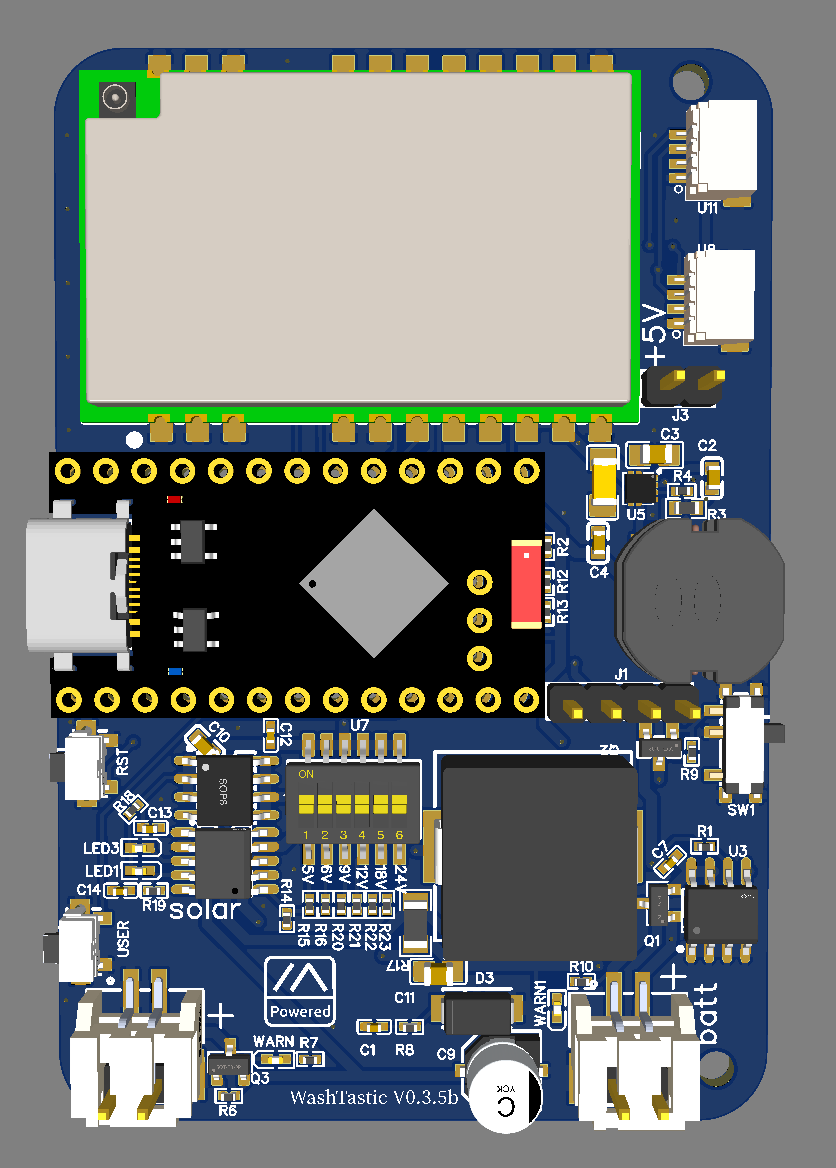 U11
+5V
J3
C3
C2
R4
U5
R3
R2
C4
R12
R13
J1
C10
C12
U7
RST
ON
R9
SW1
R18
C13
LED3
1 2 3 4 5 6
R1
C7
U3
LED1
5V 6V 9V 12V 18V 24V
C14
R19
R14
solar
USER
R15 R16 R20 R21 R22 R23
Q1
R17
R10
D3
+
C11
WARN1
batt
Powered
+
C1
R8
WARN
R7
C9
Q3
R6
WashTastic V0.3.5b
C
YCK